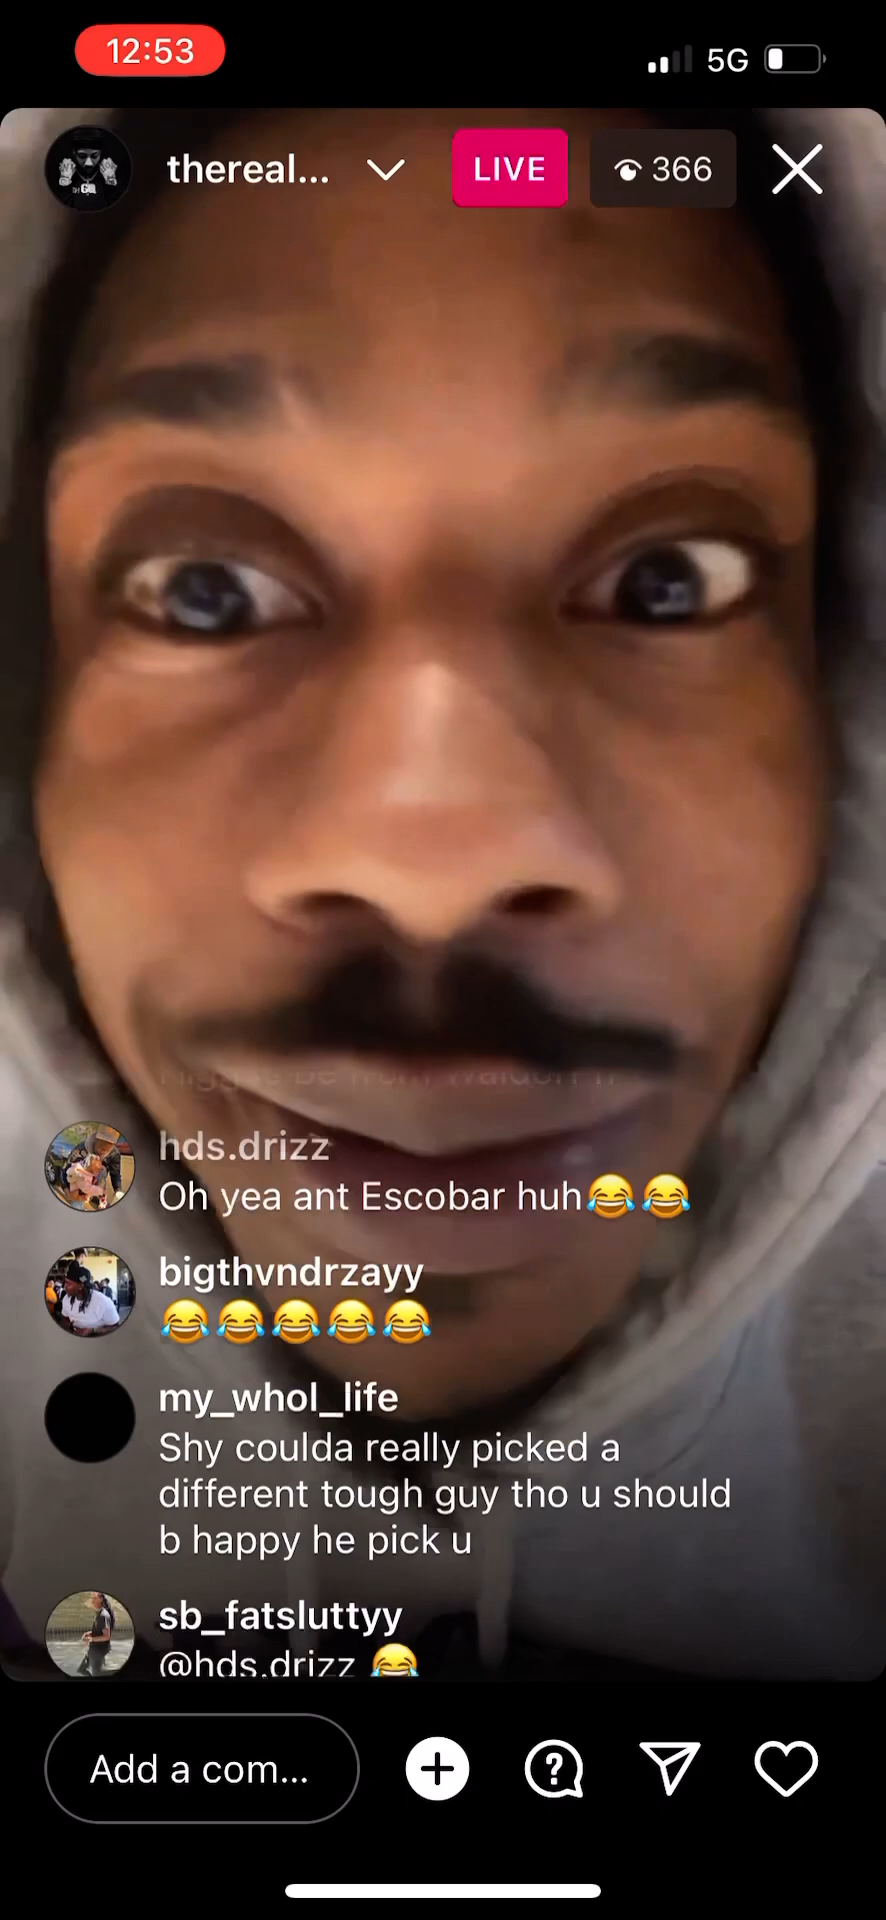 12:53
5G
thereal...
LIVE
366
hds.drizz
Oh yea ant Escobar huh😂😂
bigthvndrzayy
😂😂😂😂😂
my_whol_life
Shy coulda really picked a
different tough guy tho u should
b happy he pick u
sb_fatsluttyy
@hds.drizz 😂
Add a com...